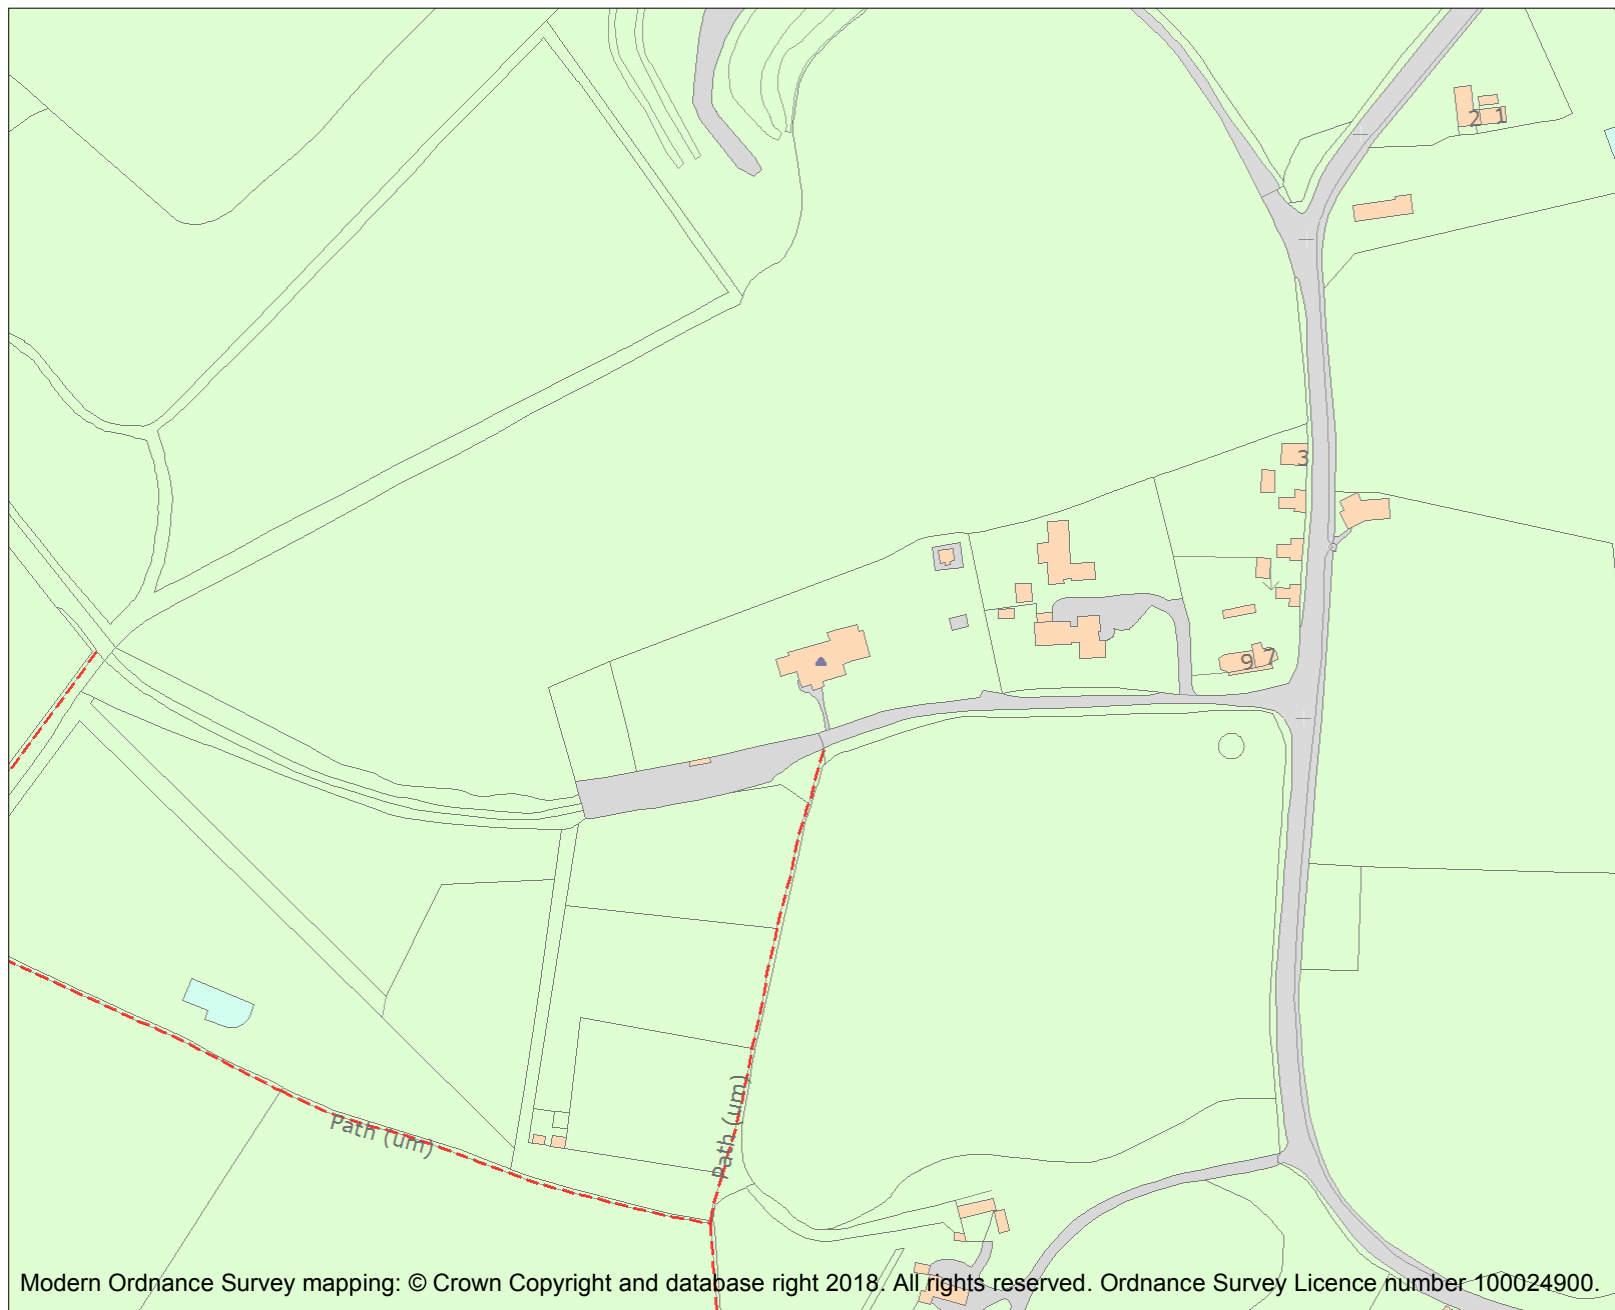 2 1
3
9 7
Path (um)
Path (um)
Modern Ordnance Survey mapping: © Crown Copyright and database right 2018. All rights reserved. Ordnance Survey Licence number 100024900.